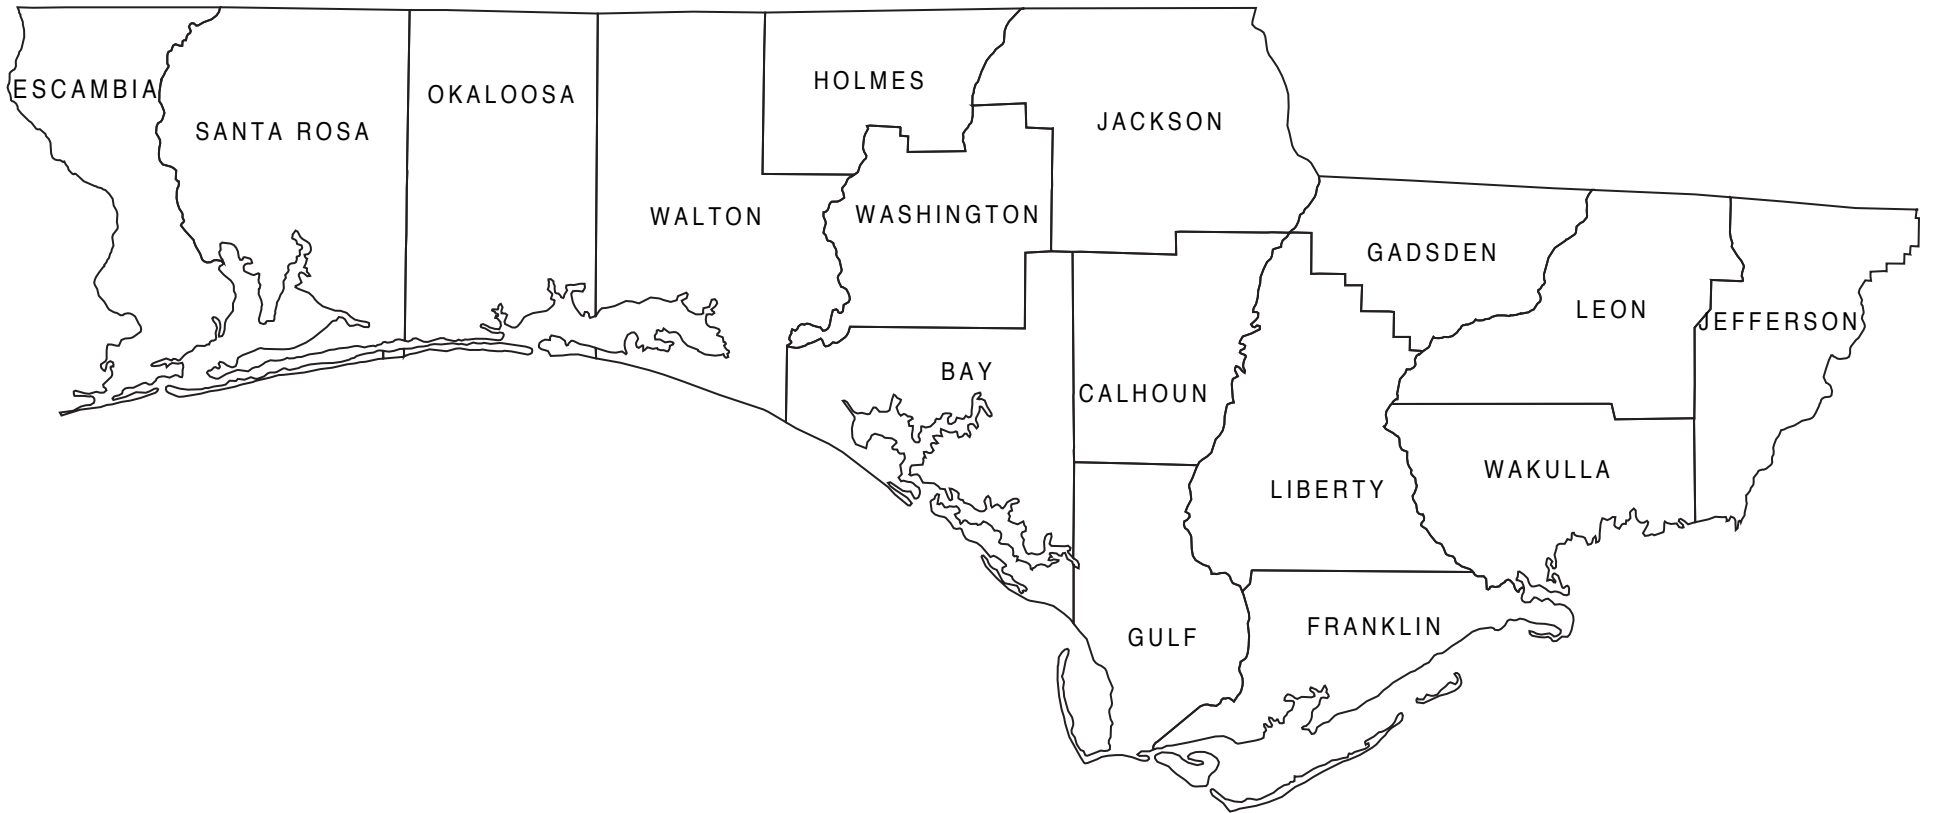 HOLMES
ESCAMBIA
OKALOOSA
JACKSON
SANTA ROSA
WALTON
WASHINGTON
GADSDEN
LEON
JEFFERSON
BAY
CALHOUN
WAKULLA
LIBERTY
GULF
FRANKLIN